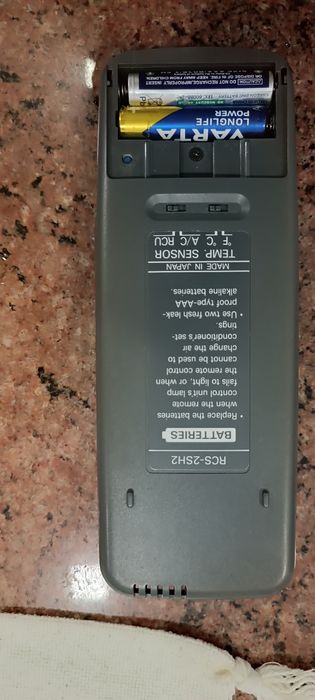 RCS-2SH2
BATTERIES
• Replace the batteries
when the remote
control unit's lamp
fails to light, or when
the remote control
cannot be used to
change the air
conditioner's set-
tings.
• Use two fresh leak-
proof type-AAA
alkaline batteries.
MADE IN JAPAN
TEMP. SENSOR
°F °C A/C RCU
VARTA
LONGLIFE
POWER